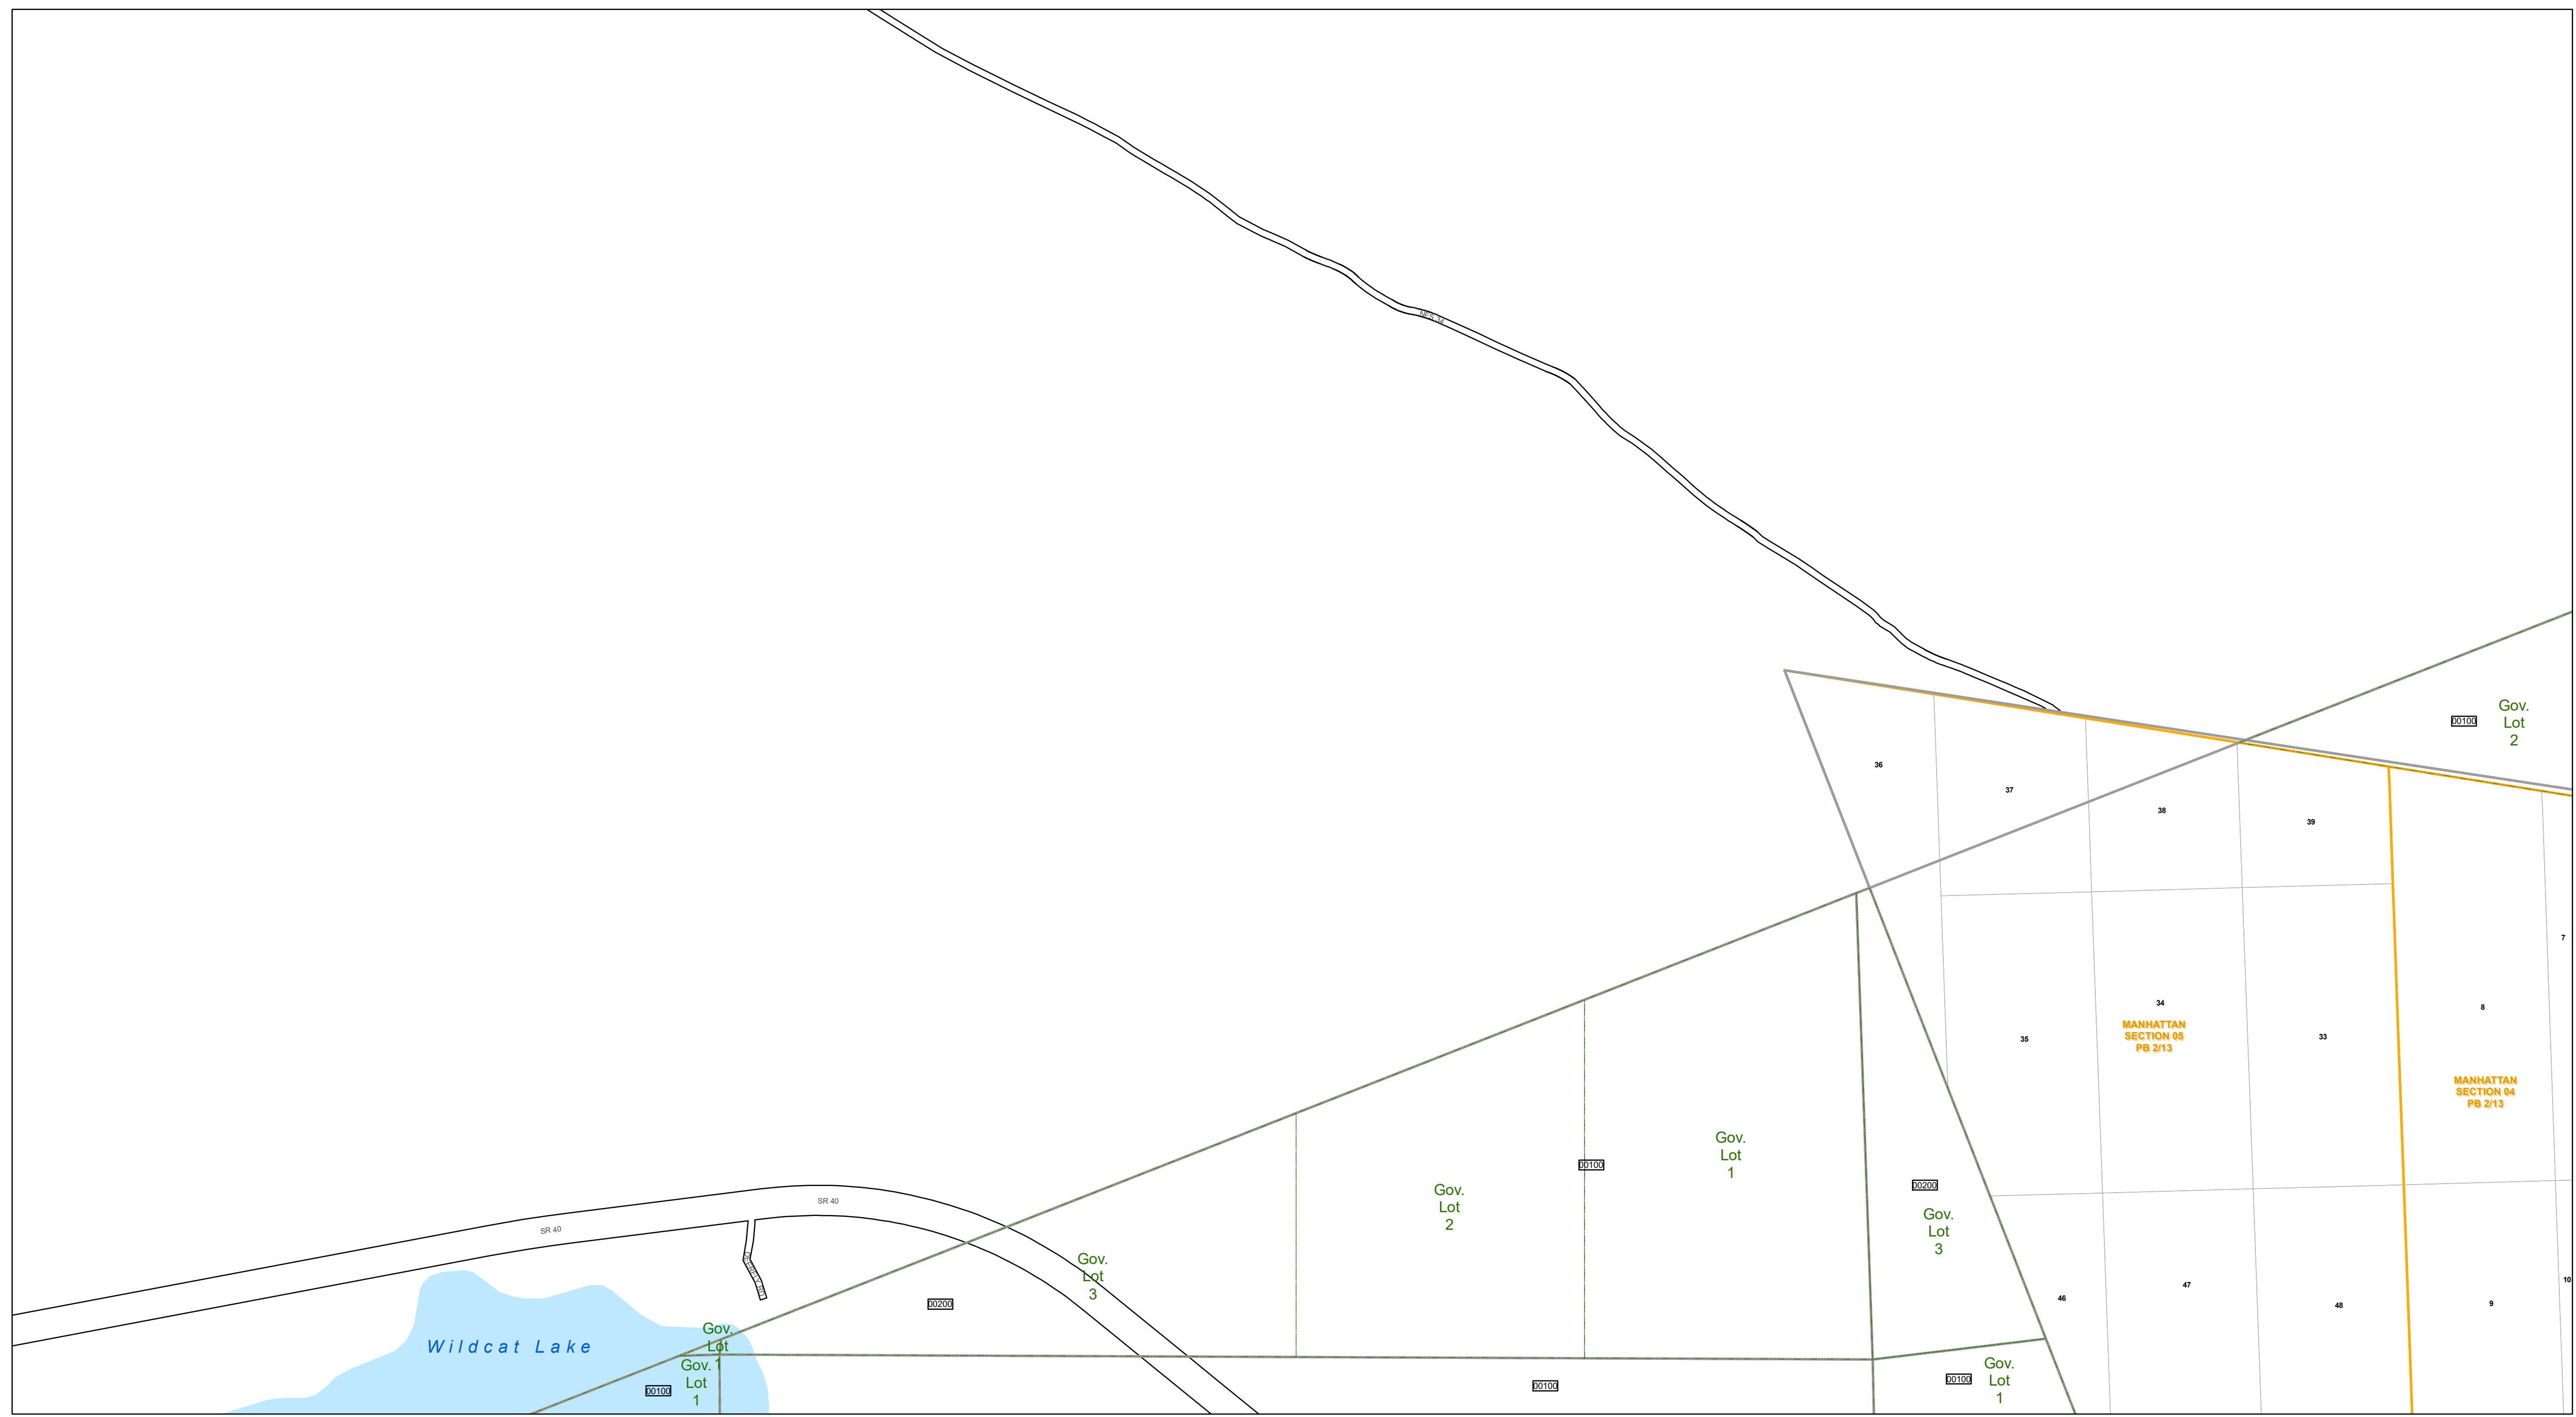 NFS 34
00100
Gov.
Lot
2
36
37
38
39
7
34
8
MANHATTAN
SECTION 05
PB 2/13
35
33
MANHATTAN
SECTION 04
PB 2/13
Gov.
Lot
1
00100
00200
Gov.
Lot
2
Gov.
Lot
3
SR 40
SR 40
Gov.
Lot
3
00200
46
47
48
9
10
Wildcat Lake
Gov.
Lot
1
Gov.
Lot
1
00100
00100
00100
Gov.
Lot
1